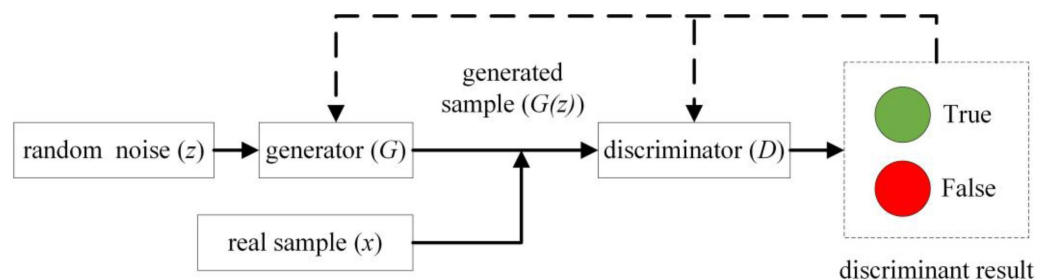 generated
sample (G(z))
random noise (z)
generator (G)
discriminator (D)
True
False
real sample (x)
discriminant result